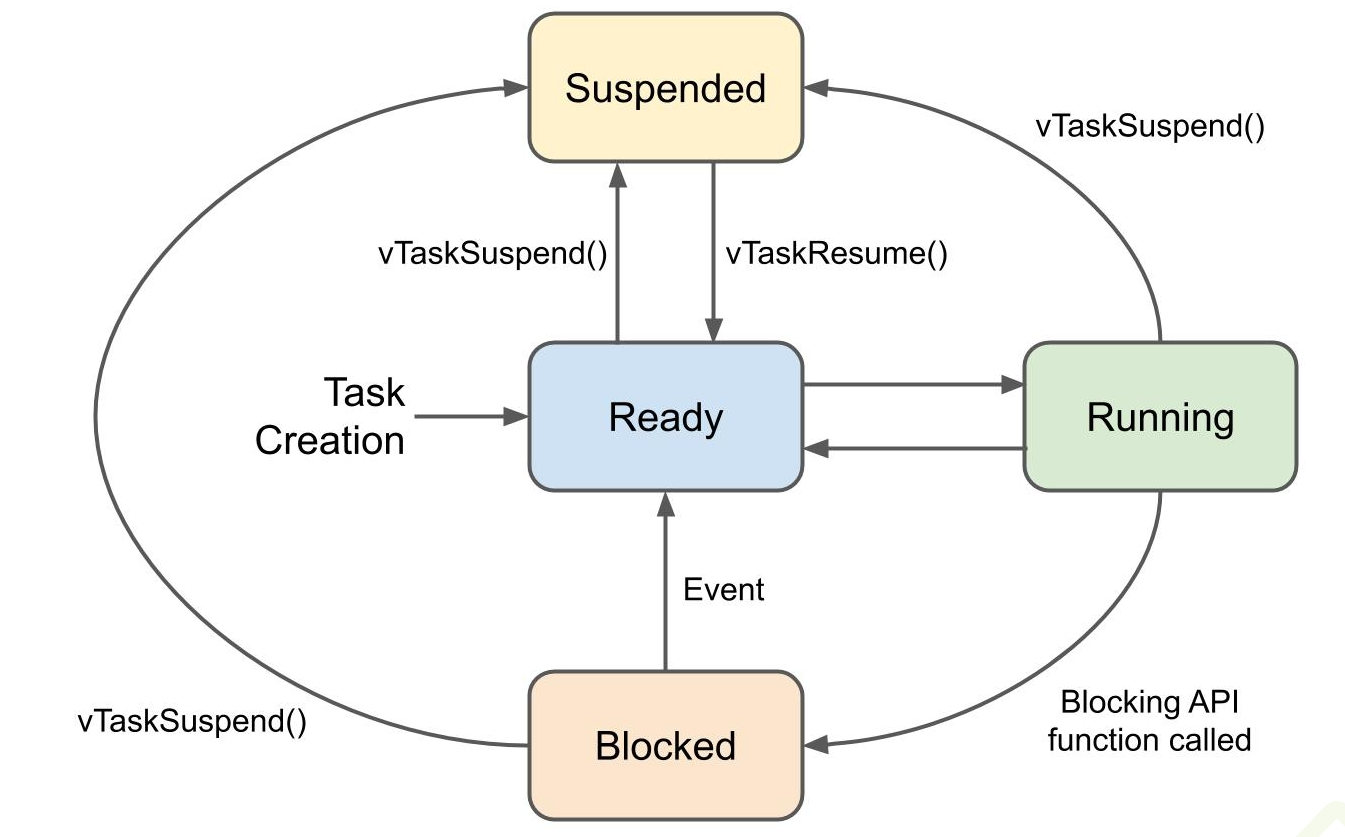 Suspended
vTaskSuspend()
vTaskSuspend()
vTaskResume()
Task
Creation
Ready
Running
Event
Blocking API
function called
vTaskSuspend()
Blocked